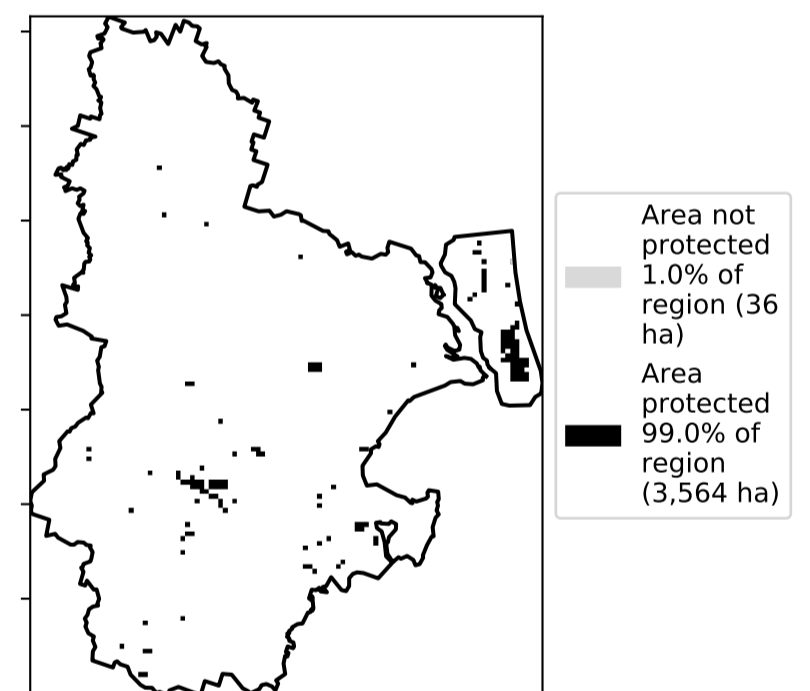 Area not
protected
1.0% of
region (36
ha)
Area
protected
99.0% of
region
(3,564 ha)